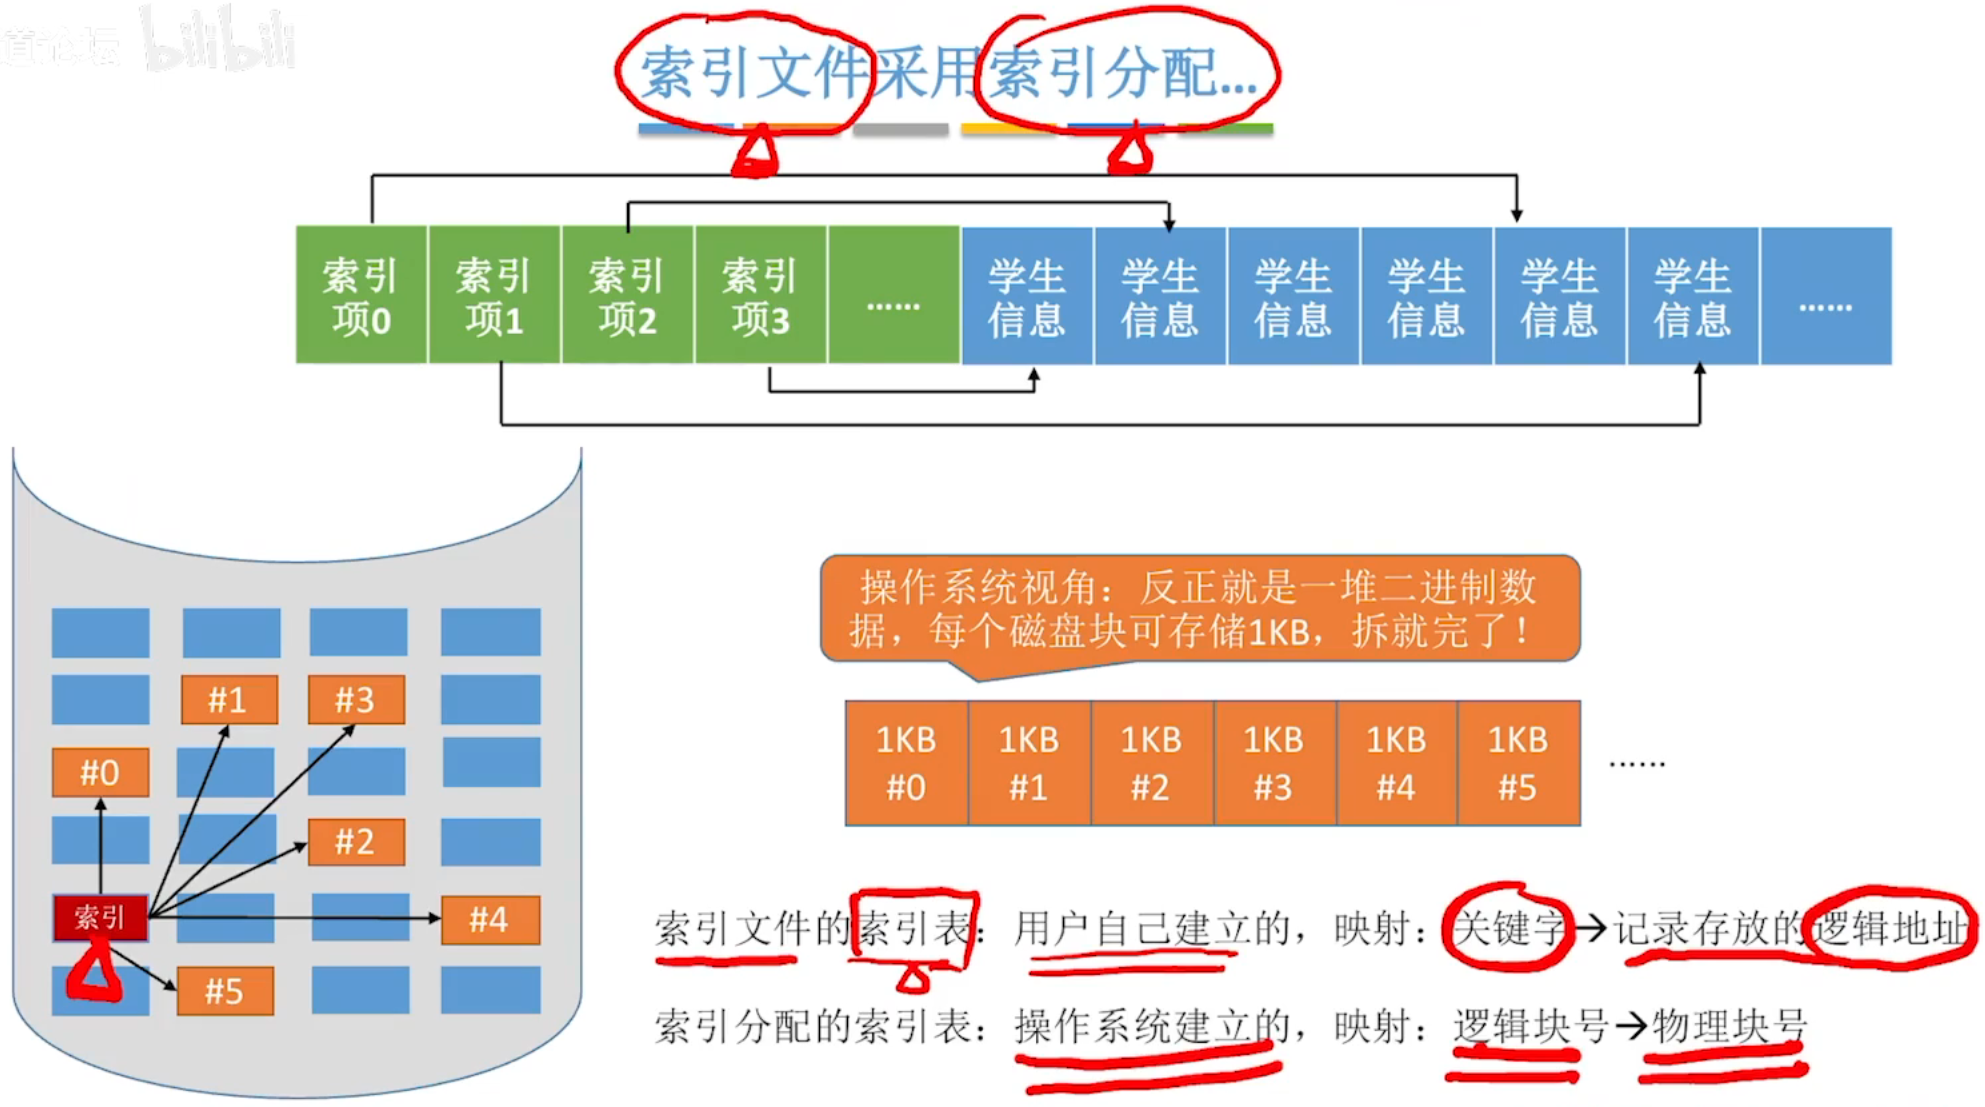 道论坛 bilibili
索引文件采用索引分配...
索引项0 索引项1 索引项2 索引项3 …… 学生信息 学生信息 学生信息 学生信息 学生信息 学生信息 ……
操作系统视角：反正就是一堆二进制数
据，每个磁盘块可存储1KB，拆就完了！
#1 #3
#0
#2
索引 #4
#5
1KB #0 1KB #1 1KB #2 1KB #3 1KB #4 1KB #5 ……
索引文件的索引表：用户自己建立的，映射：关键字→记录存放的逻辑地址
索引分配的索引表：操作系统建立的，映射：逻辑块号→物理块号